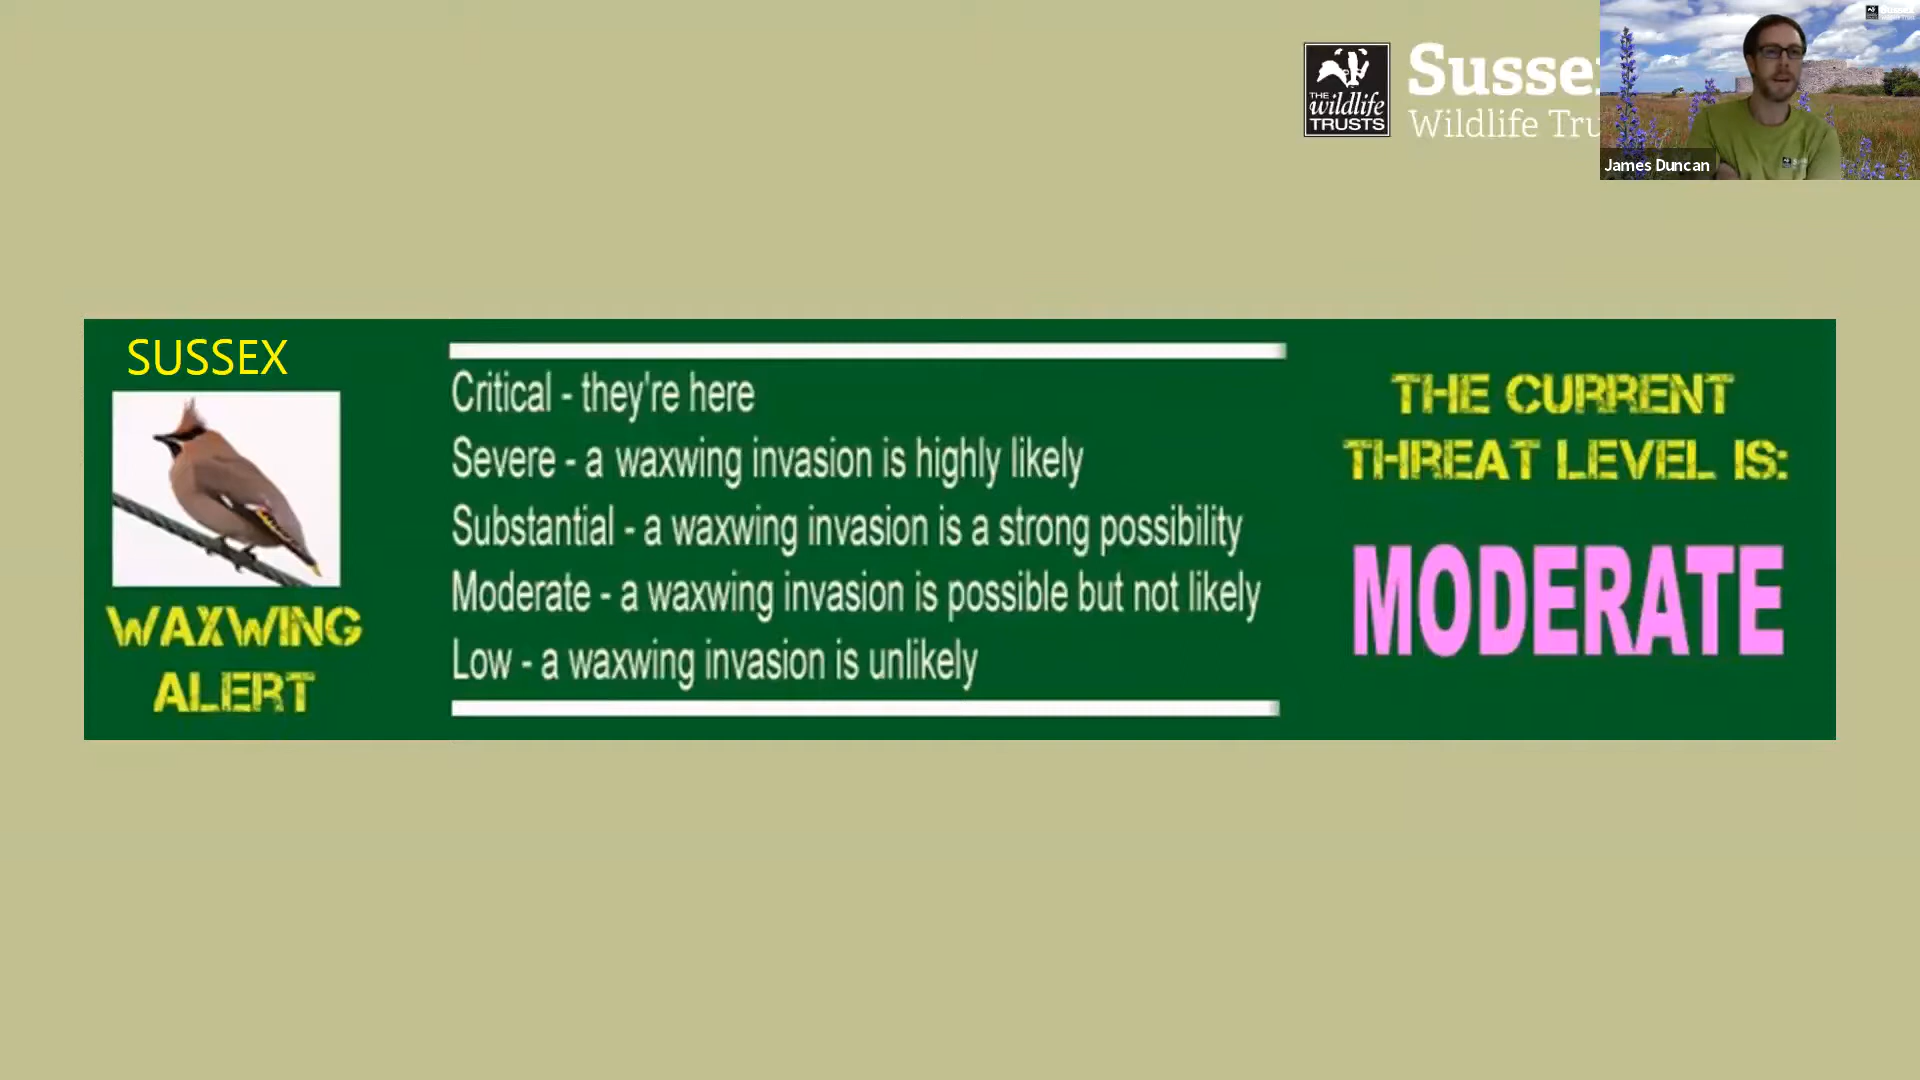 THE
wildlife
TRUSTS
Susse
Wildlife Tru
James Duncan
SUSSEX
WAXWING
ALERT
Critical - they're here
Severe - a waxwing invasion is highly likely
Substantial - a waxwing invasion is a strong possibility
Moderate - a waxwing invasion is possible but not likely
Low - a waxwing invasion is unlikely
THE CURRENT
THREAT LEVEL IS:
MODERATE